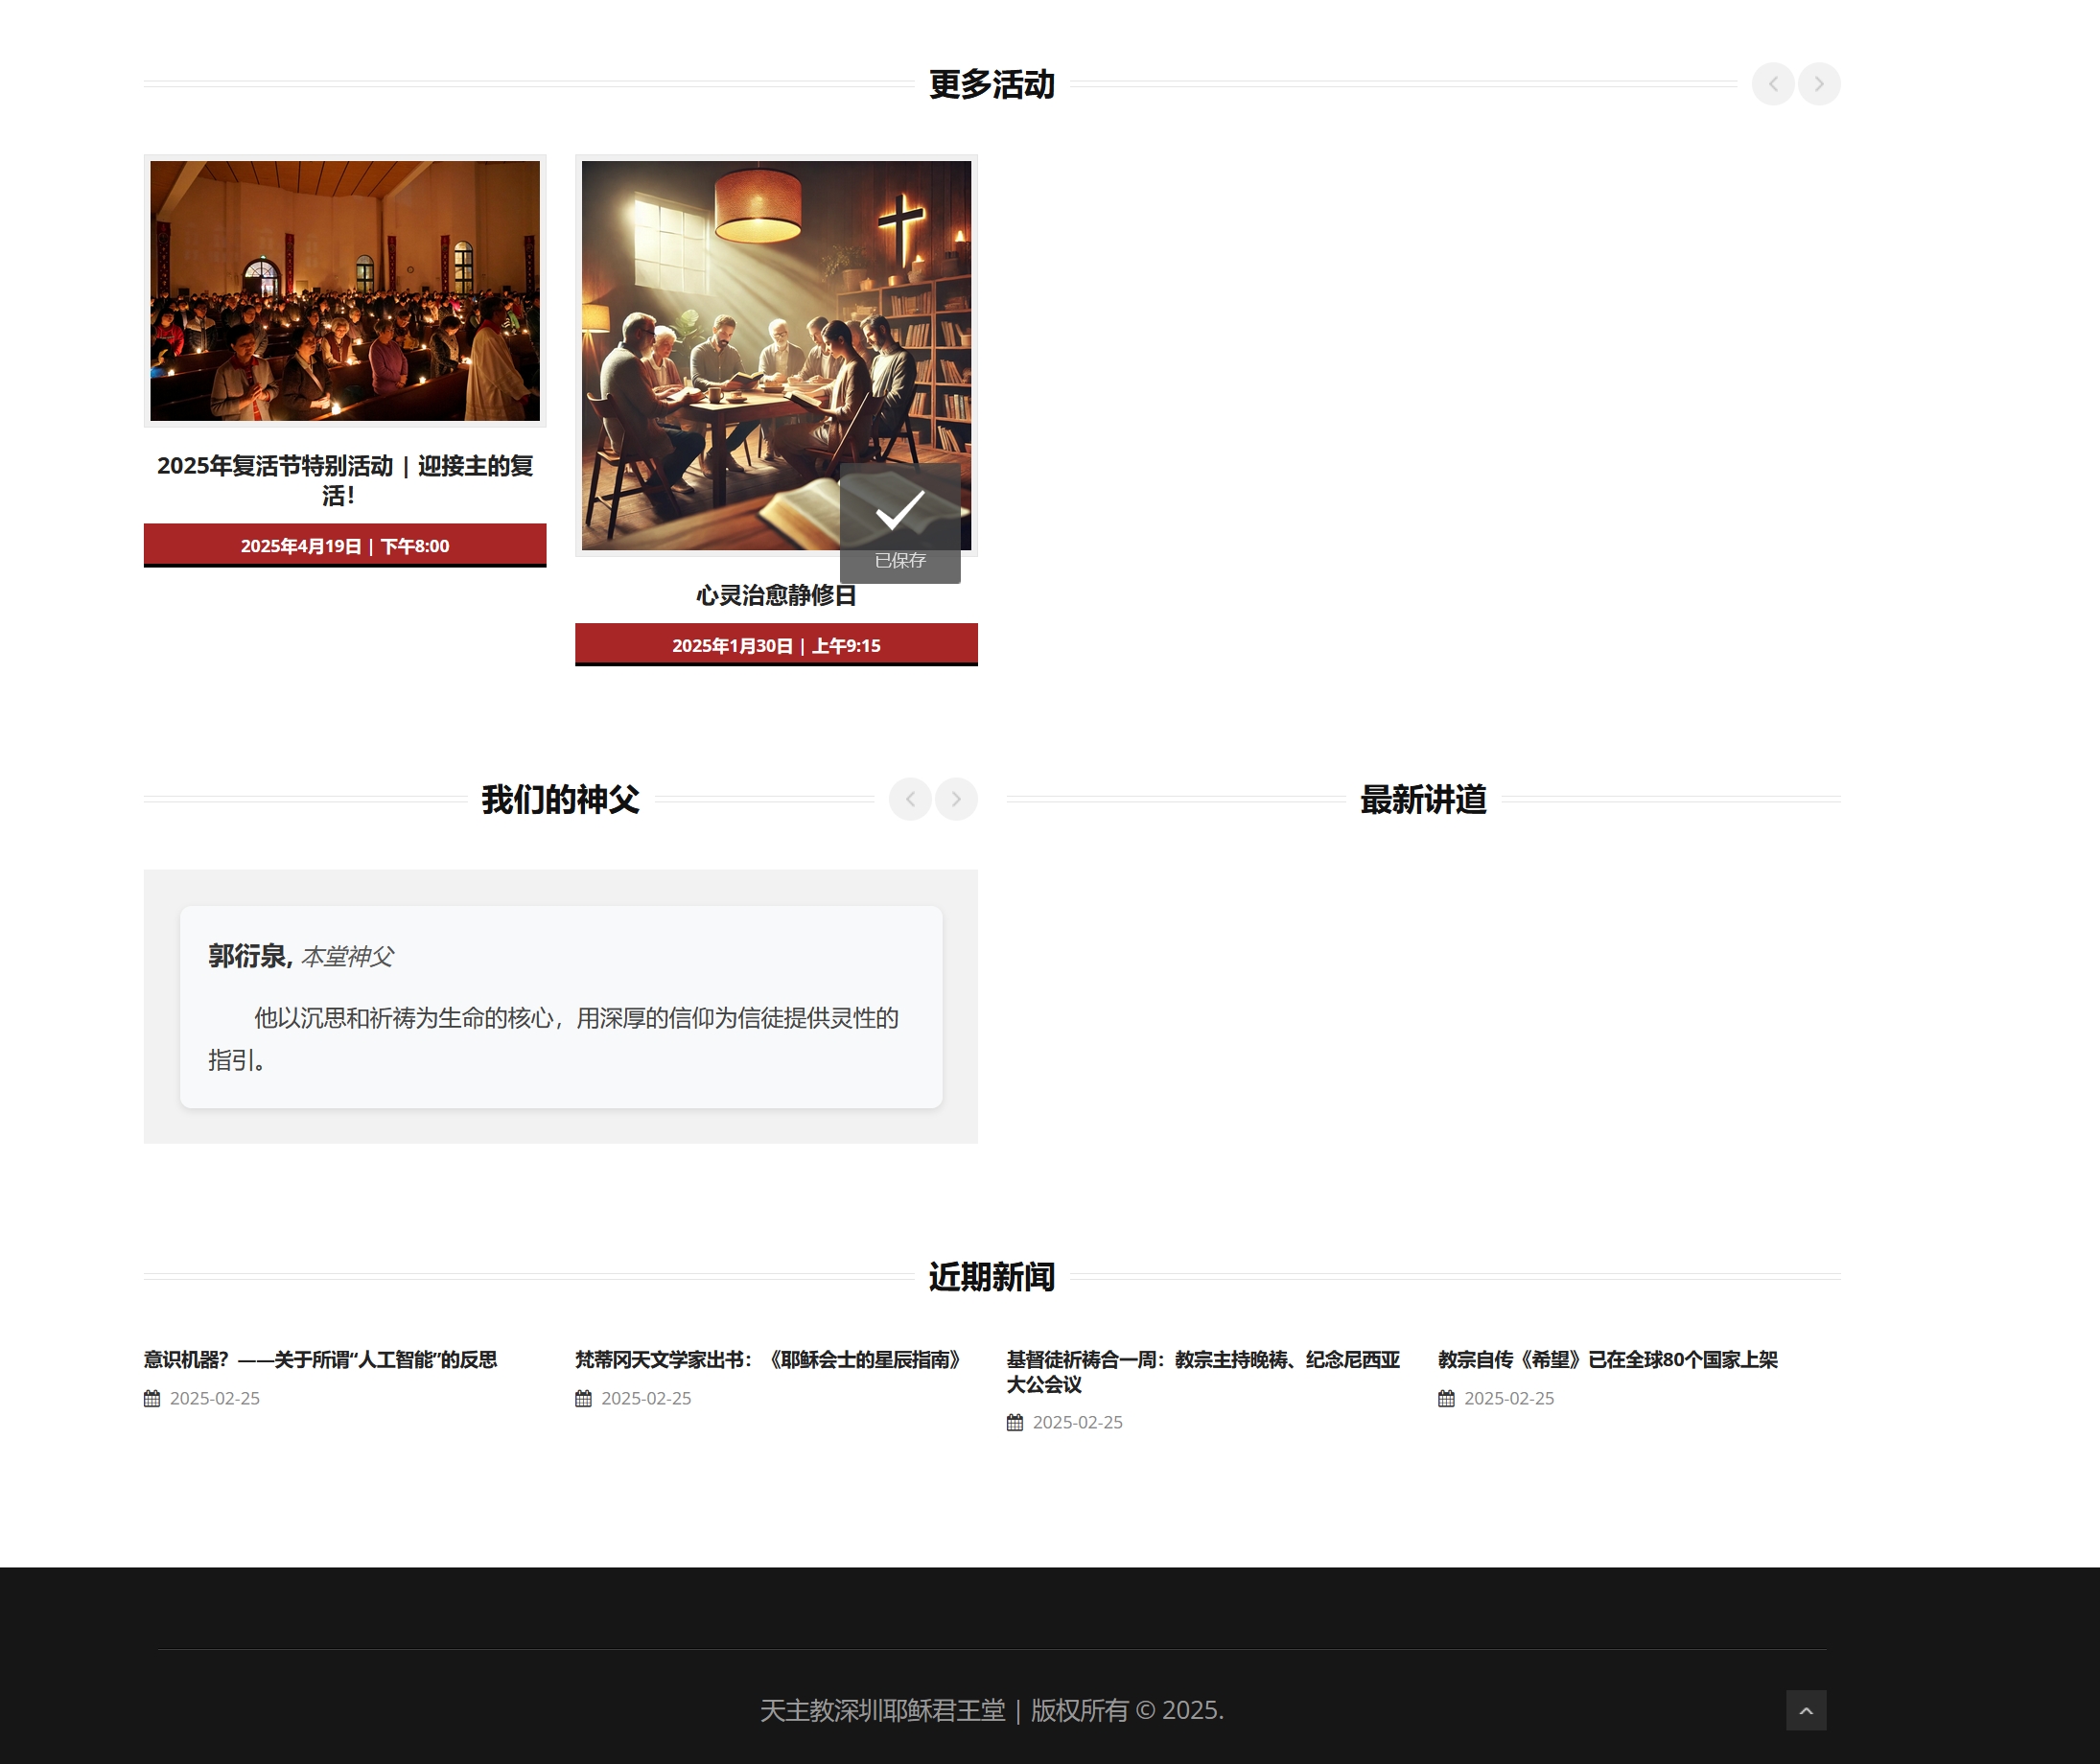 更多活动
2025年复活节特别活动 | 迎接主的复
活！
2025年4月19日 | 下午8:00
已保存
心灵治愈静修日
2025年1月30日 | 上午9:15
我们的神父
郭衍泉, 本堂神父
他以沉思和祈祷为生命的核心，用深厚的信仰为信徒提供灵性的
指引。
最新讲道
近期新闻
意识机器？——关于所谓“人工智能”的反思
2025-02-25
梵蒂冈天文学家出书：《耶稣会士的星辰指南》
2025-02-25
基督徒祈祷合一周：教宗主持晚祷、纪念尼西亚
大公会议
2025-02-25
教宗自传《希望》已在全球80个国家上架
2025-02-25
天主教深圳耶稣君王堂 | 版权所有 © 2025.